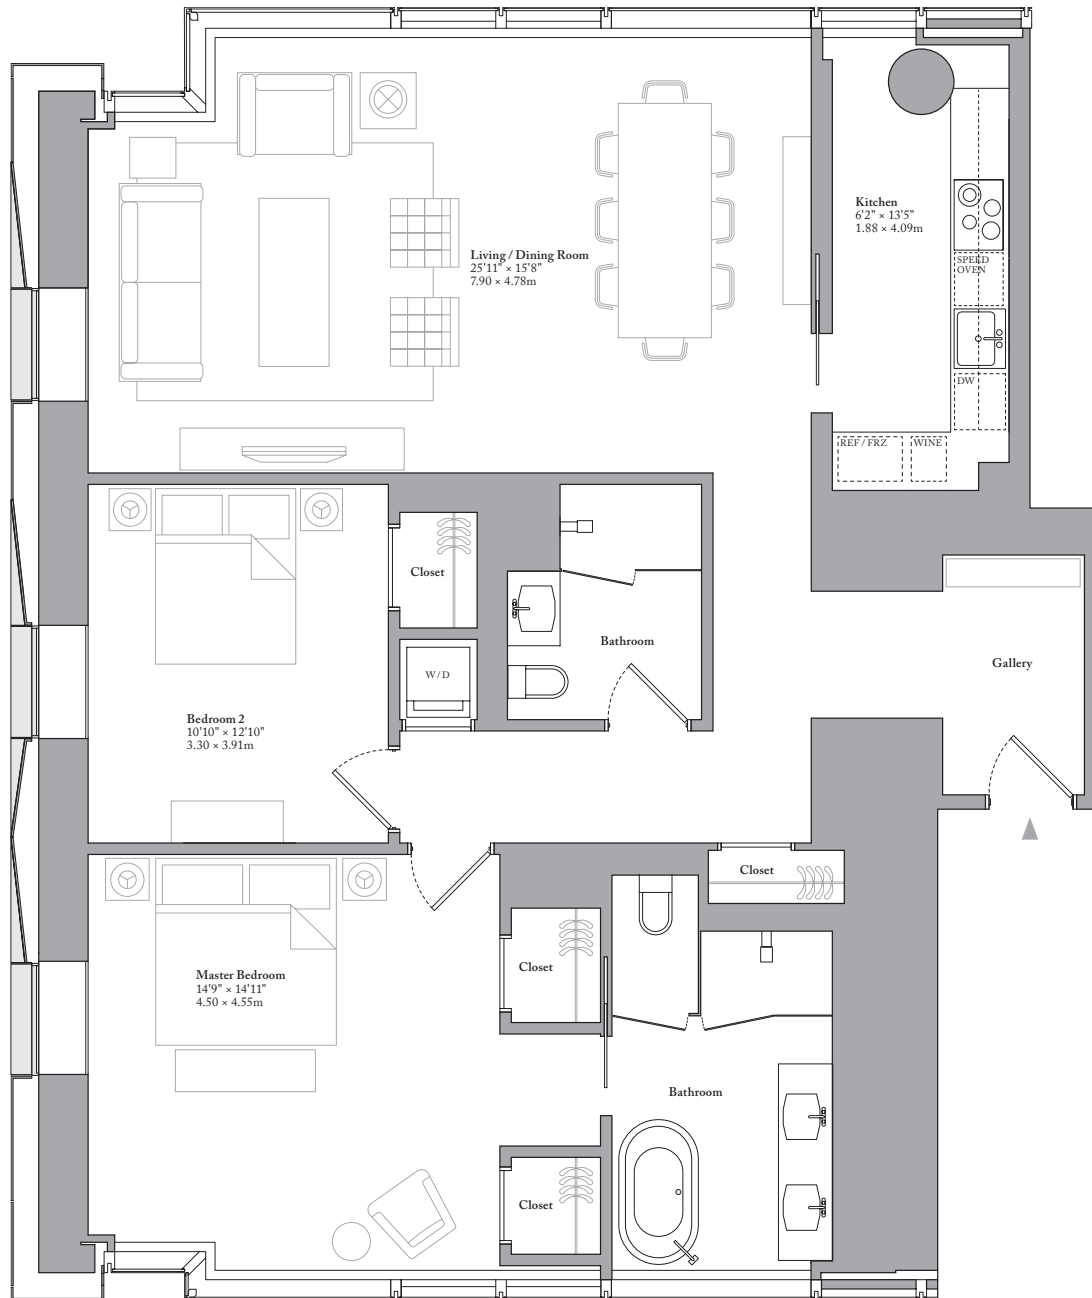 Kitchen
6'2" × 13'5"
1.88 × 4.09m
Living / Dining Room
25'11" × 15'8"
7.90 × 4.78m
SPEED
OVEN
DW
REF / FRZ
WINE
Closet
Bathroom
W/D
Gallery
Bedroom 2
10'10" × 12'10"
3.30 × 3.91m
Closet
Closet
Master Bedroom
14'9" × 14'11"
4.50 × 4.55m
Bathroom
Closet